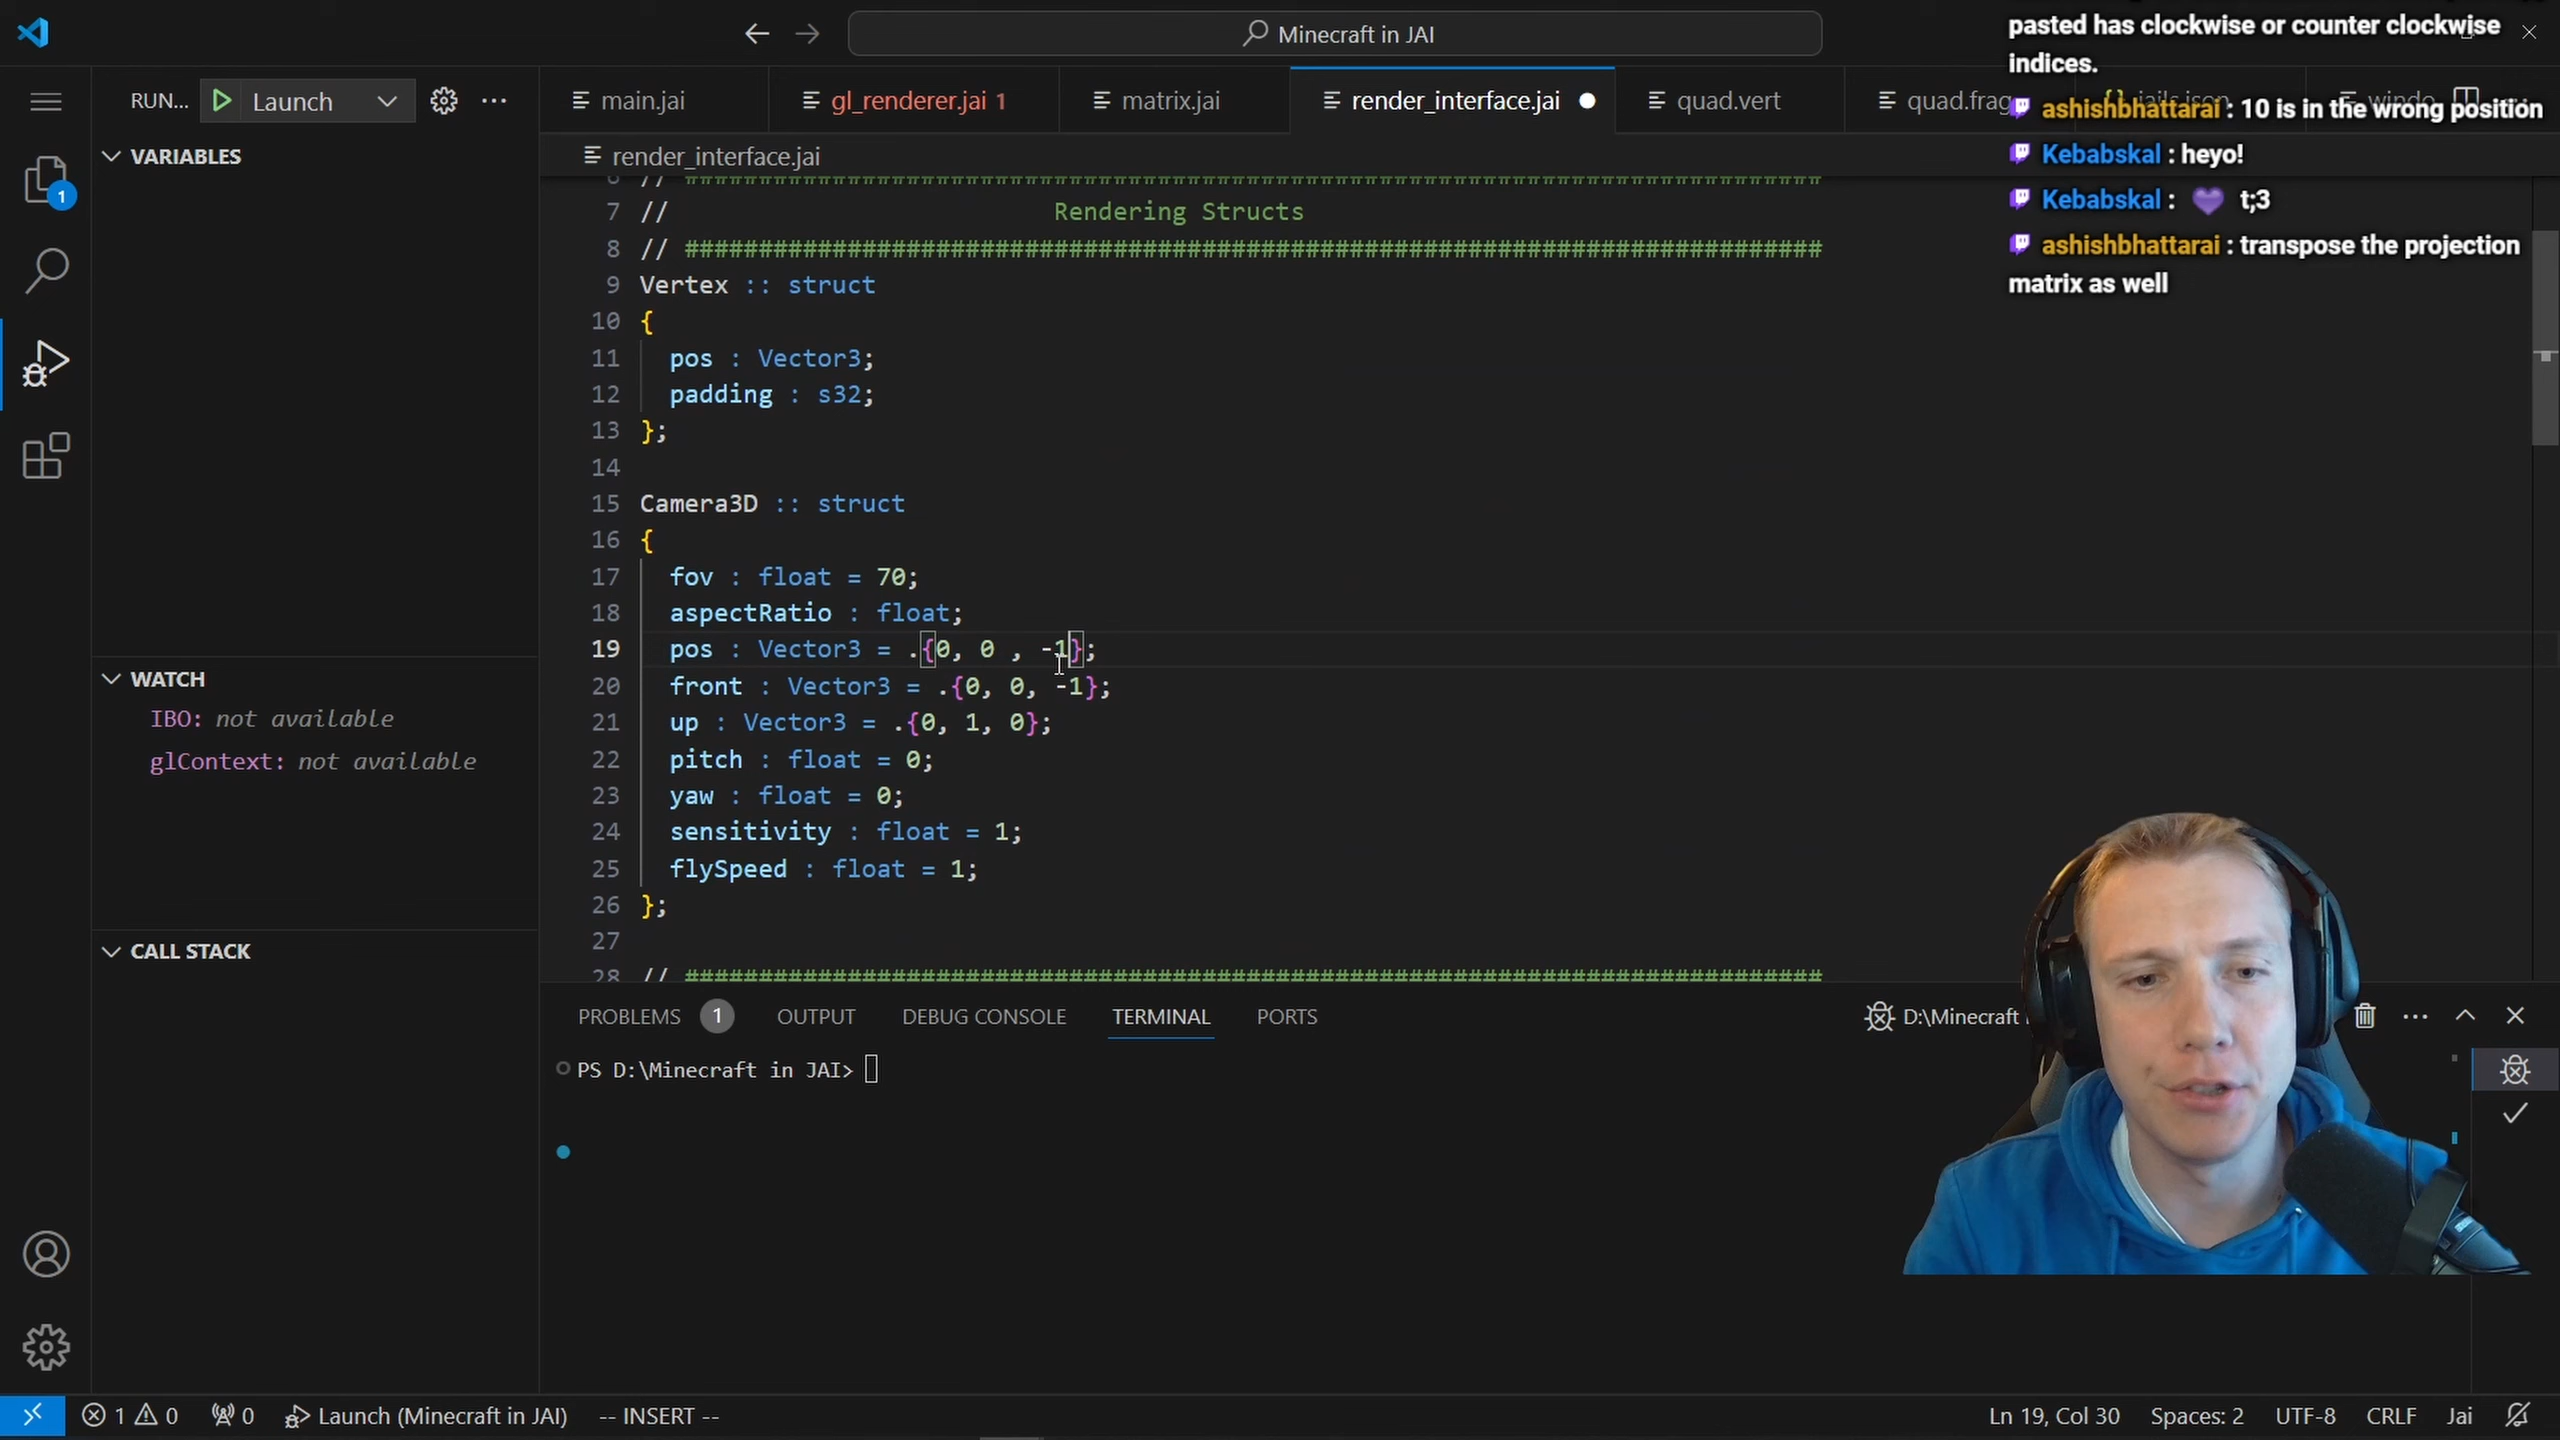 Minecraft in JAI
pasted has clockwise or counter clockwise
indices.
ashishbhattarai : 10 is in the wrong position
Kebabskal : heyo!
Kebabskal : t;3
ashishbhattarai : transpose the projection
matrix as well
RUN... Launch
main.jai
gl_renderer.jai 1
matrix.jai
render_interface.jai
quad.vert
quad.frag
render_interface.jai
VARIABLES
WATCH
IBO: not available
glContext: not available
CALL STACK
1
6 // #############################################################################
7 // Rendering Structs
8 // #############################################################################
9 Vertex :: struct
10 {
11 pos : Vector3;
12 padding : s32;
13 };
14
15 Camera3D :: struct
16 {
17 fov : float = 70;
18 aspectRatio : float;
19 pos : Vector3 = .{0, 0 , -1};
20 front : Vector3 = .{0, 0, -1};
21 up : Vector3 = .{0, 1, 0};
22 pitch : float = 0;
23 yaw : float = 0;
24 sensitivity : float = 1;
25 flySpeed : float = 1;
26 };
27
28 // #############################################################################
PROBLEMS 1 OUTPUT DEBUG CONSOLE TERMINAL PORTS
D:\Minecraft
PS D:\Minecraft in JAI>
1 0 0 Launch (Minecraft in JAI) -- INSERT --
Ln 19, Col 30 Spaces: 2 UTF-8 CRLF Jai